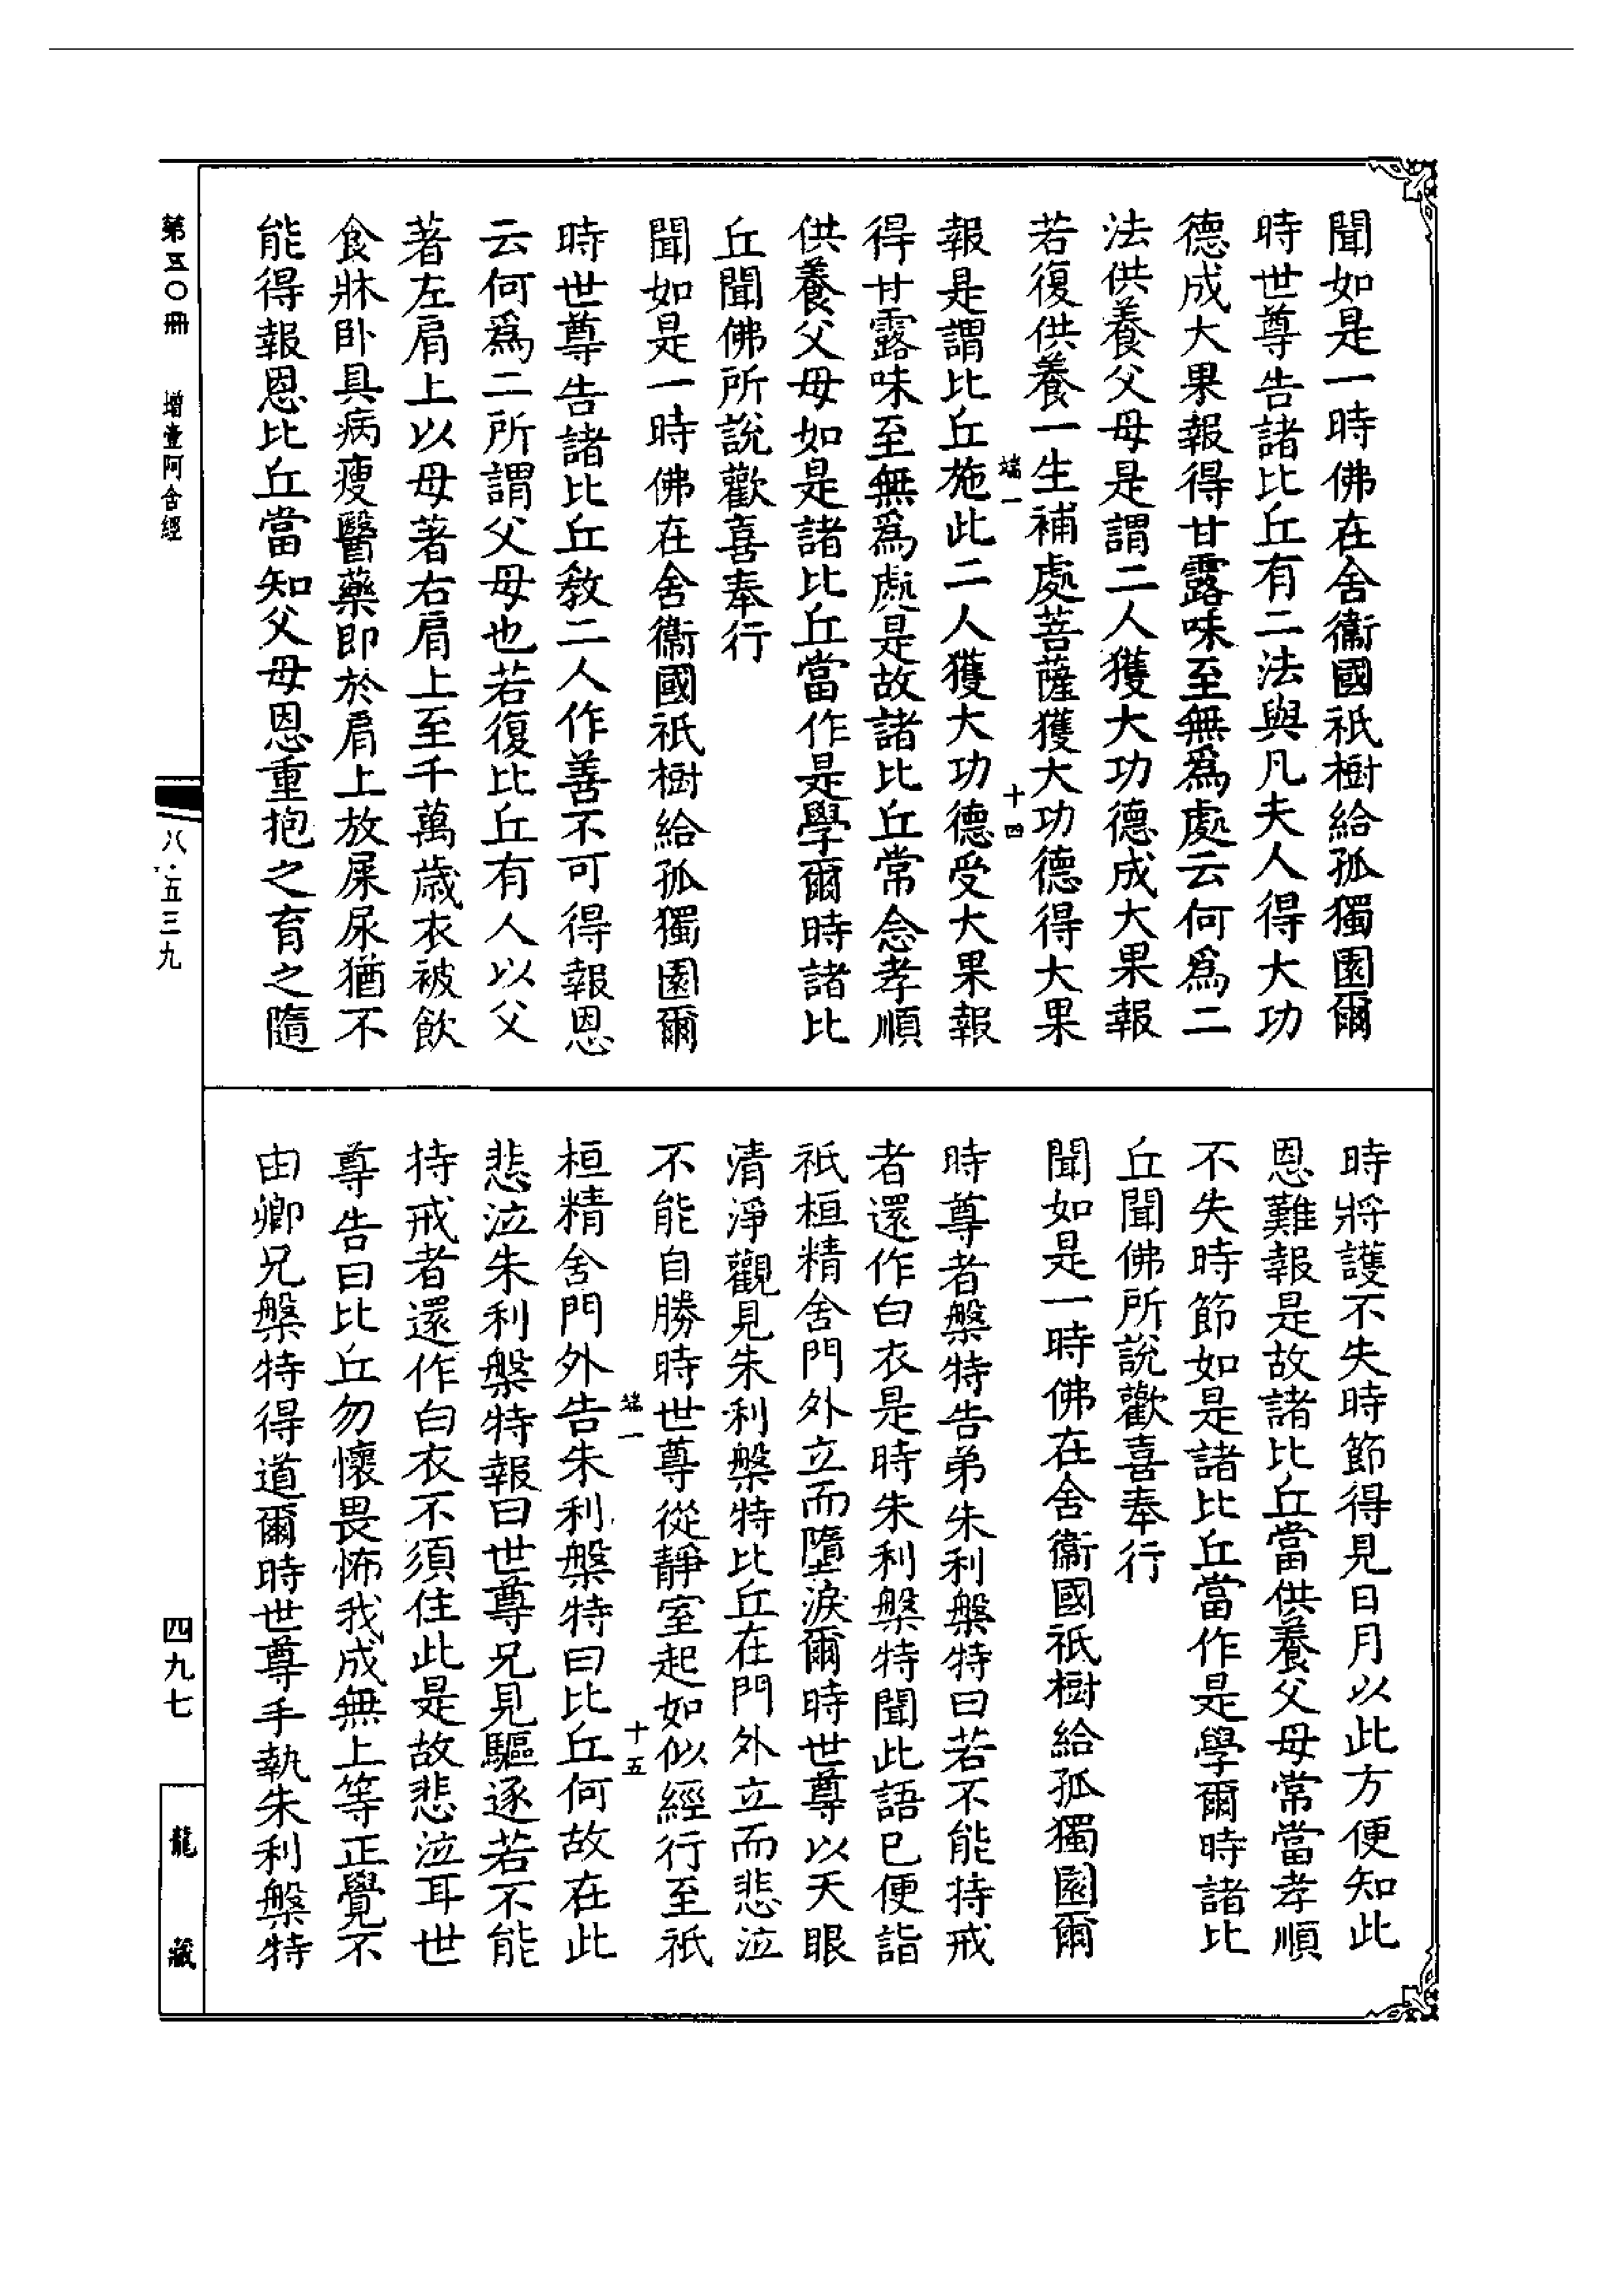 聞如是一時佛在舍衞國祇樹給孤獨園爾
時世尊告諸比丘有二法與凡夫人得大功
德成大果報得甘露味至無爲處云何爲二
法供養父母是謂二人獲大功德成大果報
若復供養一生補處菩薩獲大功德得大果
端一
十四
報是謂比丘施此二人獲大功德受大果報
得甘露味至無爲處是故諸比丘常念孝順
供養父母如是諸比丘當作是學爾時諸比
丘聞佛所說歡喜奉行
聞如是一時佛在舍衞國祇樹給孤獨園爾
時世尊告諸比丘教二人作善不可得報恩
云何爲二所謂父母也若復比丘有人以父
著左肩上以母著右肩上至千萬歲衣被飲
食牀卧具病瘦醫藥即於肩上放屎尿猶不
能得報恩比丘當知父母恩重抱之育之隨
時將護不失時節得見日月以此方便知此
恩難報是故諸比丘當供養父母常當孝順
不失時節如是諸比丘當作是學爾時諸比
丘聞佛所說歡喜奉行
聞如是一時佛在舍衞國祇樹給孤獨園爾
時尊者槃特告弟朱利槃特曰若不能持戒
者還作白衣是時朱利槃特聞此語已便詣
祇桓精舍門外立而墮淚爾時世尊以天眼
清淨觀見朱利槃特比丘在門外立而悲泣
不能自勝時世尊從靜室起如似經行至祇
端一
十五
桓精舍門外告朱利槃特曰比丘何故在此
悲泣朱利槃特報曰世尊兄見驅逐若不能
持戒者還作白衣不須住此是故悲泣耳世
尊告曰比丘勿懷畏怖我成無上等正覺不
由卿兄槃特得道爾時世尊手執朱利槃特
第五〇冊 增壹阿含經
八·五三九
四九七
龍藏